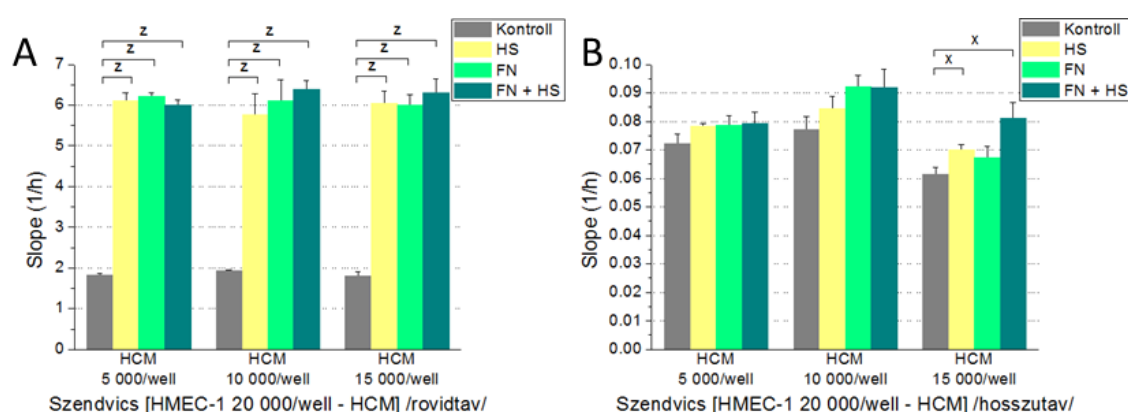 A
Kontroll
HS
FN
FN + HS
z
z
z
z
z
z
z
z
z
Slope (1/h)
7
6
5
4
3
2
1
0
HCM HCM HCM
5 000/well 10 000/well 15 000/well
Szendvics [HMEC-1 20 000/well - HCM] /rovidtav/
B
Kontroll
HS
FN
FN + HS
x
x
Slope (1/h)
0.10
0.09
0.08
0.07
0.06
0.05
0.04
0.03
0.02
0.01
0.00
HCM HCM HCM
5 000/well 10 000/well 15 000/well
Szendvics [HMEC-1 20 000/well - HCM] /hosszutav/